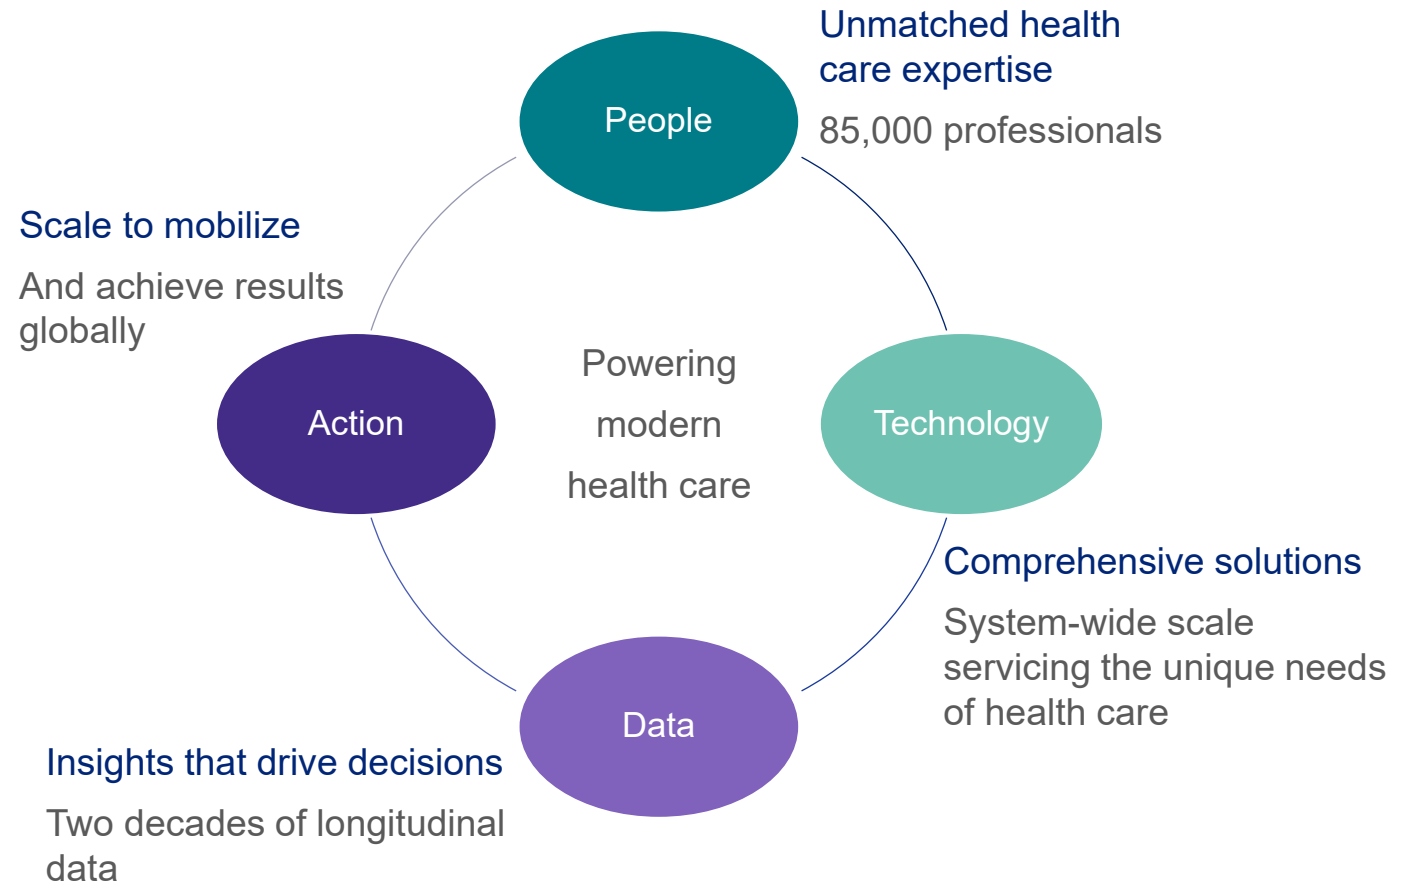 Unmatched health
care expertise
85,000 professionals
People
Scale to mobilize
And achieve results
globally
Action
Powering
modern
health care
Technology
Comprehensive solutions
System-wide scale
servicing the unique needs
of health care
Data
Insights that drive decisions
Two decades of longitudinal
data